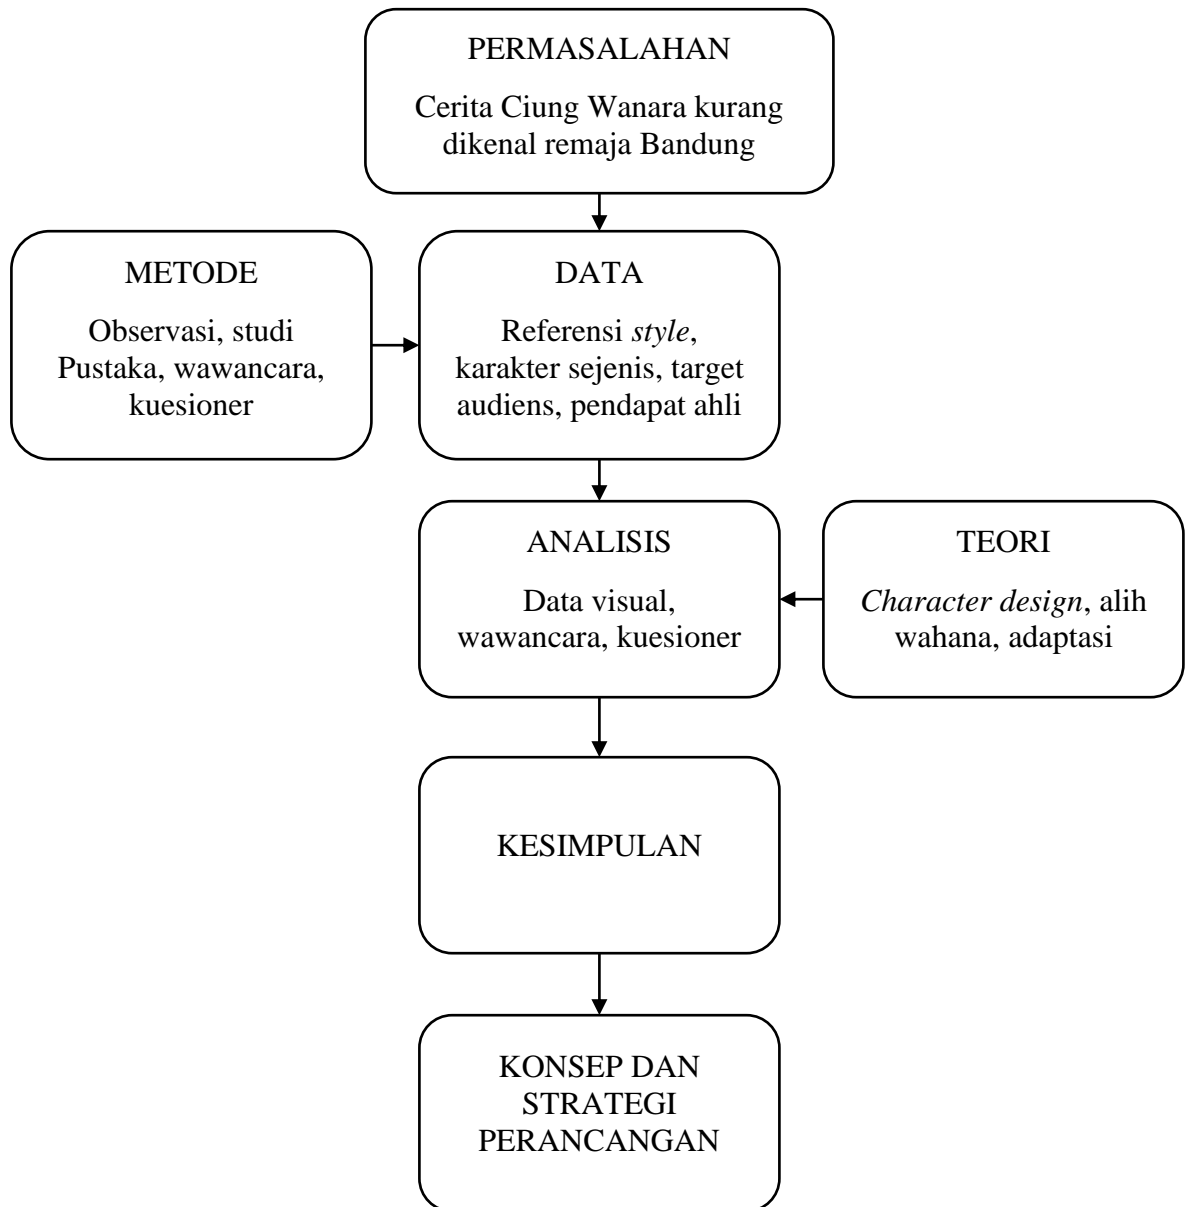 PERMASALAHAN
Cerita Ciung Wanara kurang
dikenal remaja Bandung
METODE
Observasi, studi
Pustaka, wawancara,
kuesioner
DATA
Referensi style,
karakter sejenis, target
audiens, pendapat ahli
ANALISIS
Data visual,
wawancara, kuesioner
TEORI
Character design, alih
wahana, adaptasi
KESIMPULAN
KONSEP DAN
STRATEGI
PERANCANGAN